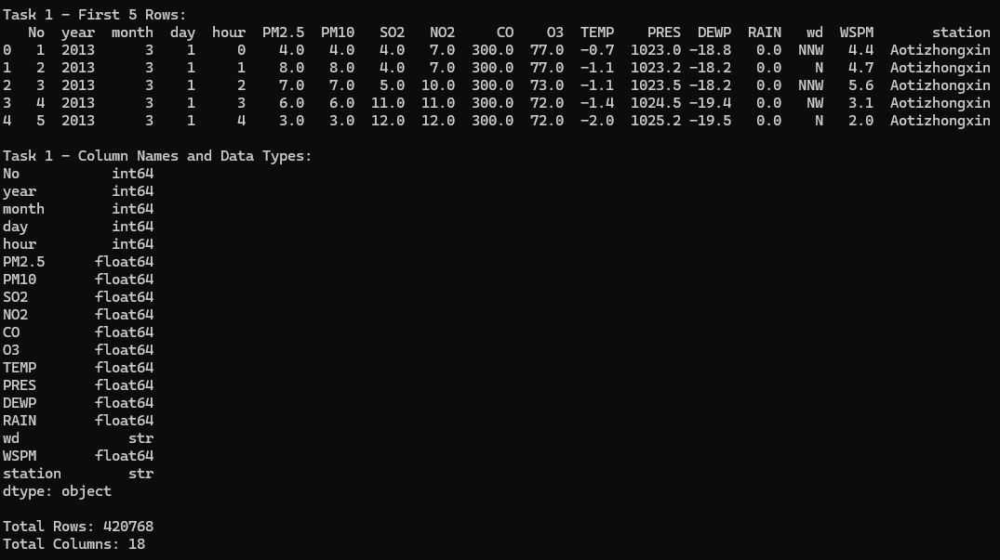 Task 1 - First 5 Rows:
   No  year  month  day  hour  PM2.5  PM10   SO2   NO2     CO    O3  TEMP    PRES  DEWP  RAIN   wd  WSPM       station
0   1  2013      3    1     0    4.0   4.0   4.0   7.0  300.0  77.0  -0.7  1023.0 -18.8   0.0  NNW   4.4  Aotizhongxin
1   2  2013      3    1     1    8.0   8.0   4.0   7.0  300.0  77.0  -1.1  1023.2 -18.2   0.0    N   4.7  Aotizhongxin
2   3  2013      3    1     2    7.0   7.0   5.0  10.0  300.0  73.0  -1.1  1023.5 -18.2   0.0  NNW   5.6  Aotizhongxin
3   4  2013      3    1     3    6.0   6.0  11.0  11.0  300.0  72.0  -1.4  1024.5 -19.4   0.0   NW   3.1  Aotizhongxin
4   5  2013      3    1     4    3.0   3.0  12.0  12.0  300.0  72.0  -2.0  1025.2 -19.5   0.0    N   2.0  Aotizhongxin

Task 1 - Column Names and Data Types:
No           int64
year         int64
month        int64
day          int64
hour         int64
PM2.5      float64
PM10       float64
SO2        float64
NO2        float64
CO         float64
O3         float64
TEMP       float64
PRES       float64
DEWP       float64
RAIN       float64
wd             str
WSPM       float64
station        str
dtype: object

Total Rows: 420768
Total Columns: 18